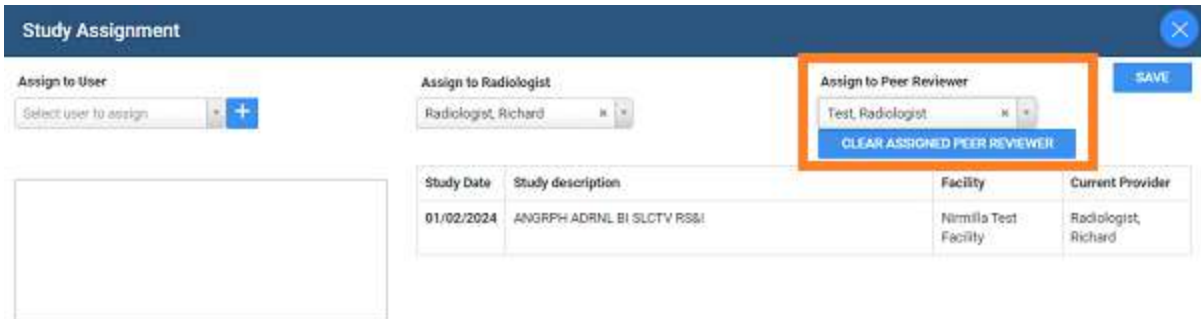 Study Assignment
Assign to User
Assign to Radiologist
Assign to Peer Reviewer
SAVE
Select user to assign
+
Radiologist, Richard
Test, Radiologist
CLEAR ASSIGNED PEER REVIEWER
Study Date Study description Facility Current Provider
01/02/2024 ANGRPH ADRNL BI SLCTV RS&I Nirmilla Test Radiologist,
Facility Richard